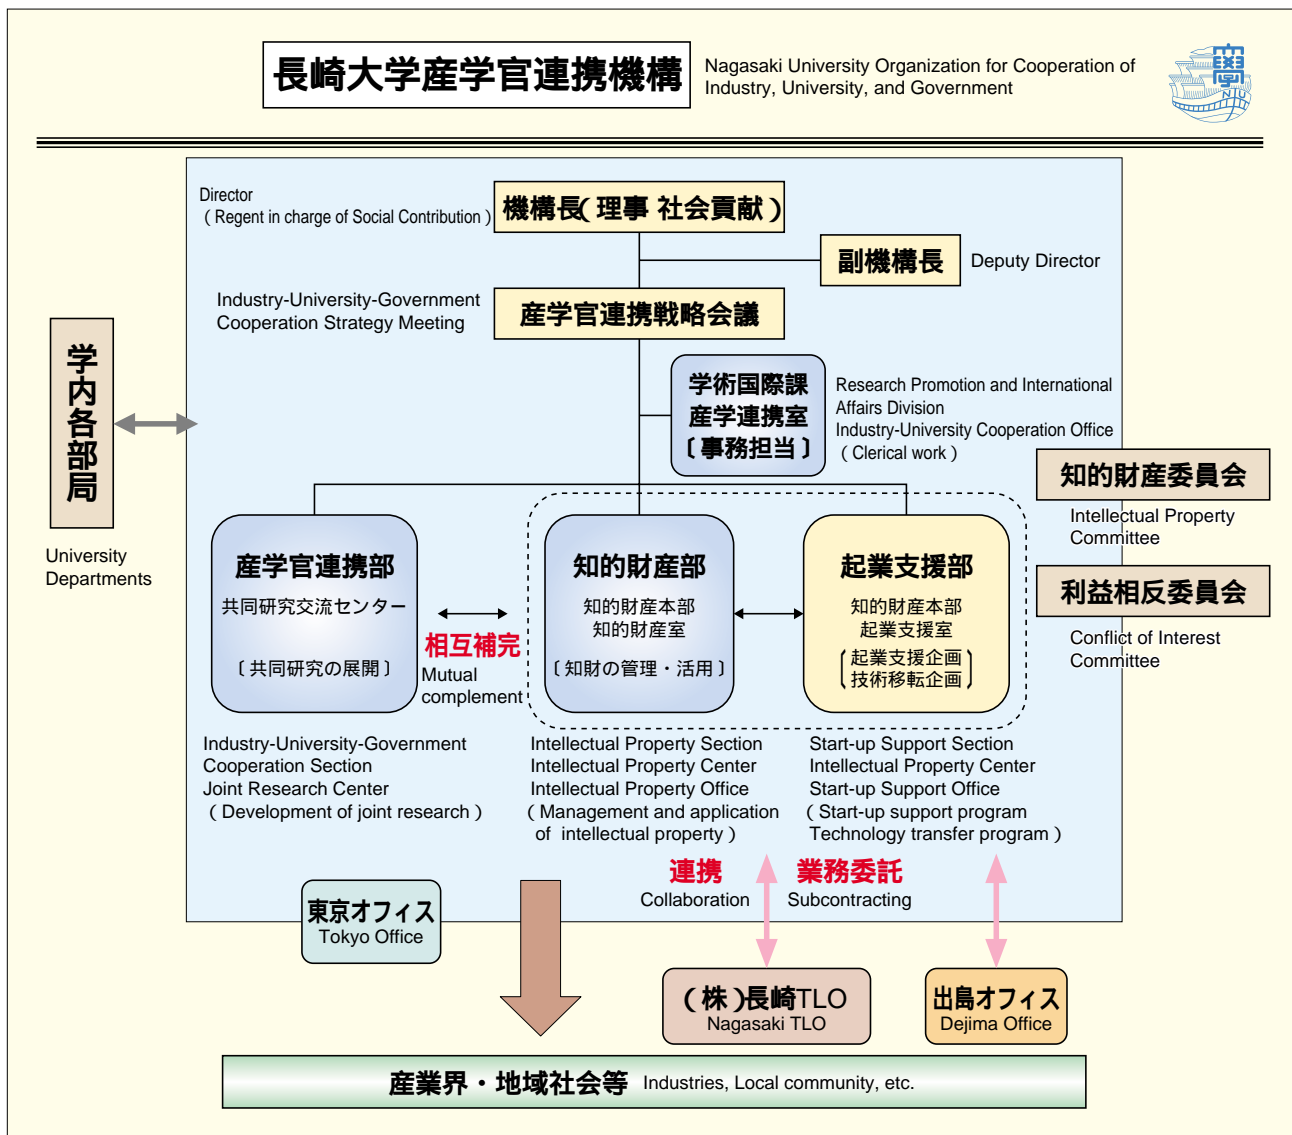 長崎大学産学官連携機構
Nagasaki University Organization for Cooperation of
Industry, University, and Government
學
N U
Director
( Regent in charge of Social Contribution )
機構長( 理事 社会貢献 )
副機構長
Deputy Director
Industry-University-Government
Cooperation Strategy Meeting
産学官連携戦略会議
学内各部局
University
Departments
学術国際課
産学連携室
〔 事務担当 〕
Research Promotion and International
Affairs Division
Industry-University Cooperation Office
( Clerical work )
知的財産委員会
Intellectual Property
Committee
利益相反委員会
Conflict of Interest
Committee
産学官連携部
共同研究交流センター
〔 共同研究の展開 〕
相互補完
Mutual
complement
知的財産部
知的財産本部
知的財産室
〔 知財の管理・活用 〕
起業支援部
知的財産本部
起業支援室
起業支援企画
技術移転企画
Industry-University-Government
Cooperation Section
Joint Research Center
( Development of joint research )
Intellectual Property Section
Intellectual Property Center
Intellectual Property Office
( Management and application
of intellectual property )
Start-up Support Section
Intellectual Property Center
Start-up Support Office
( Start-up support program
Technology transfer program )
連携
Collaboration
業務委託
Subcontracting
東京オフィス
Tokyo Office
( 株 )長崎TLO
Nagasaki TLO
出島オフィス
Dejima Office
産業界・地域社会等 Industries, Local community, etc.